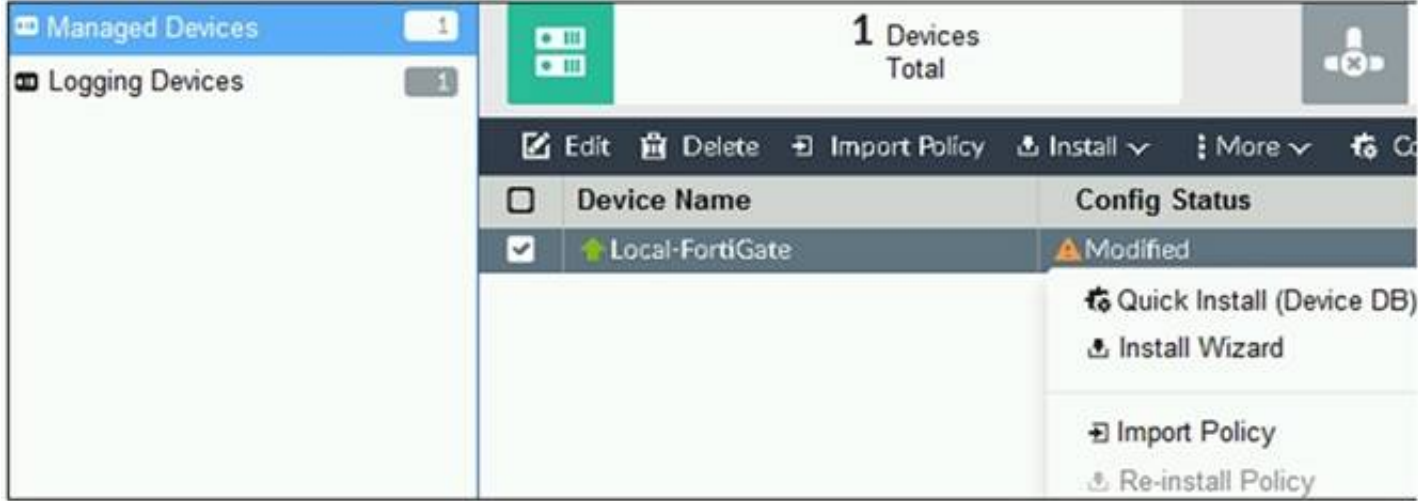 Managed Devices 1
Logging Devices 1
1 Devices
Total
Edit Delete Import Policy Install More
Device Name Config Status
Local-FortiGate Modified
Quick Install (Device DB)
Install Wizard
Import Policy
Re-install Policy